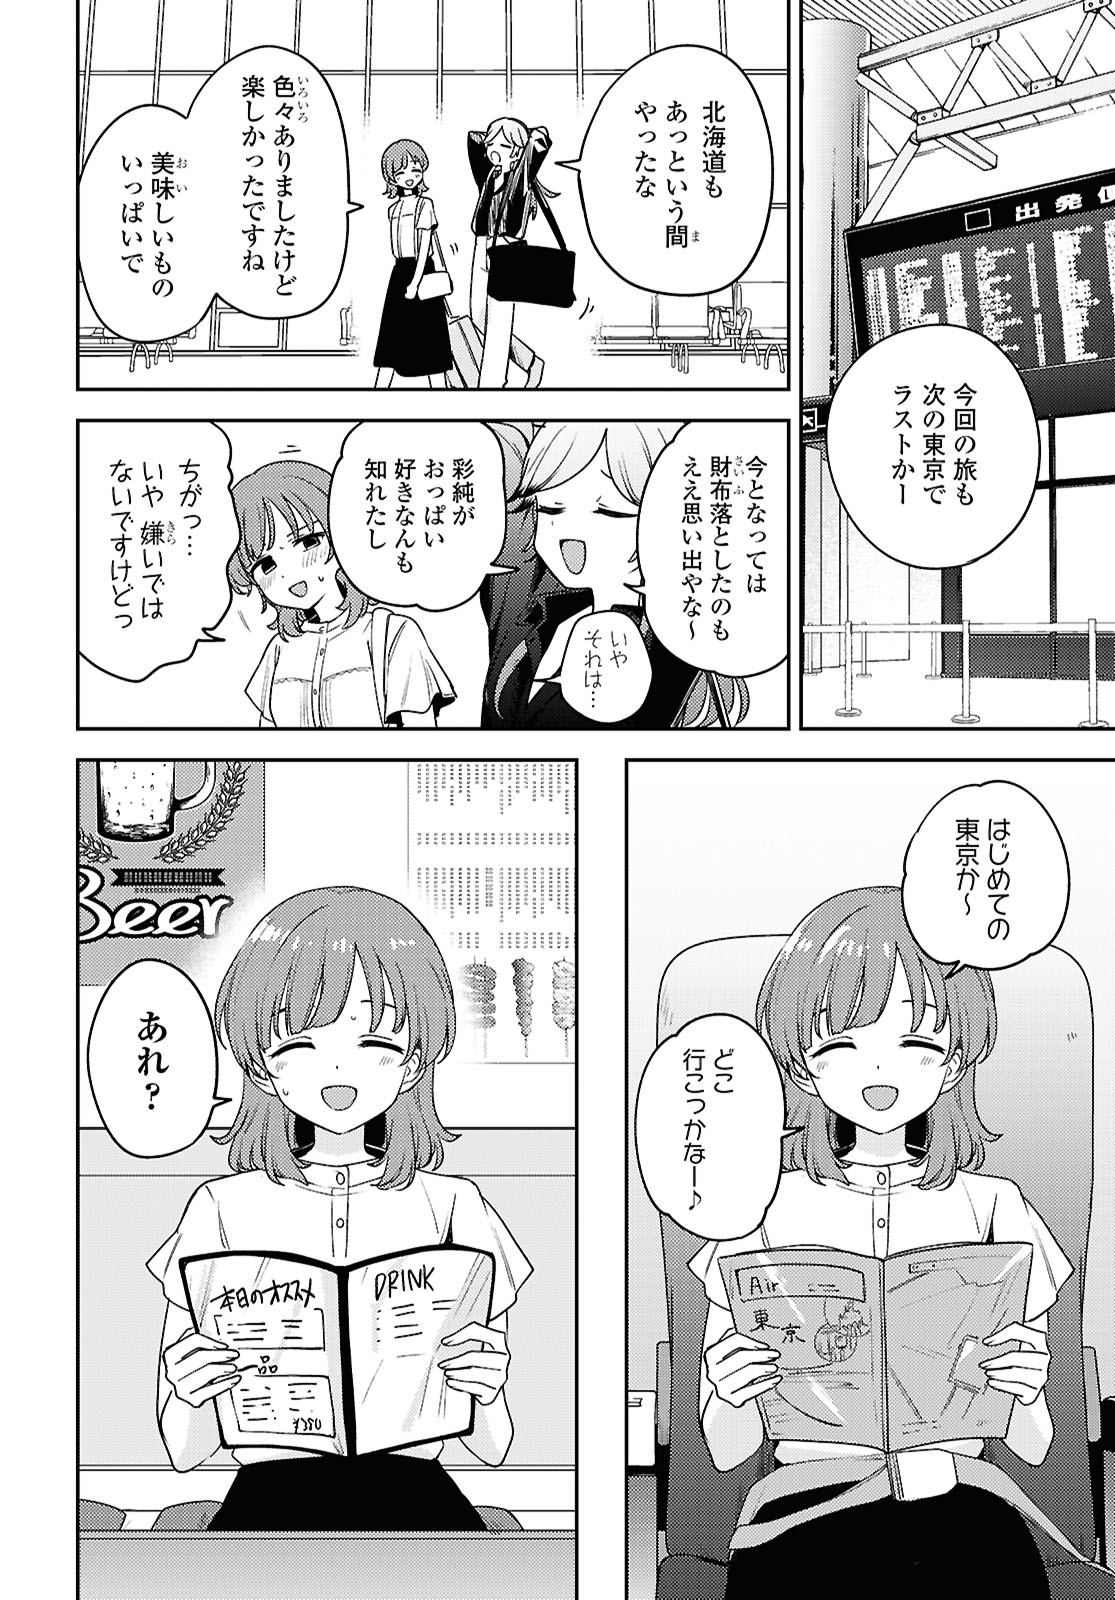 出発便
今回の旅も
次の東京で
ラストかー
北海道も
あっという間
やったな
色々ありましたけど
楽しかったですね
美味しいもの
いっぱいで
今となっては
財布落としたのも
ええ思い出やな〜
いや
それは…
彩純が
おっぱい
好きなんも
知れたし
ちがっ…
いや 嫌いでは
ないですけどっ
はじめての
東京か〜
どこ
行こっかなー♪
Air
東京
Beer
あれ?
本日のオススメ
一品
¥380
DRINK